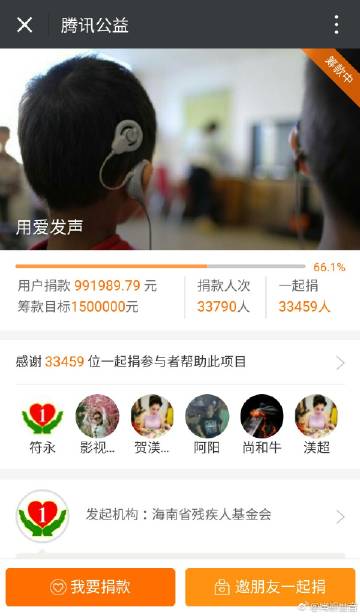 腾讯公益
筹款中
用爱发声
66.1%
用户捐款 991989.79 元
捐款人次
一起捐
筹款目标1500000元
33790人
33459人
感谢 33459 位一起捐参与者帮助此项目
1
符永
影视...
贺渼...
阿阳
尚和牛
渼超
1
发起机构：海南省残疾人基金会
我要捐款
邀朋友一起捐